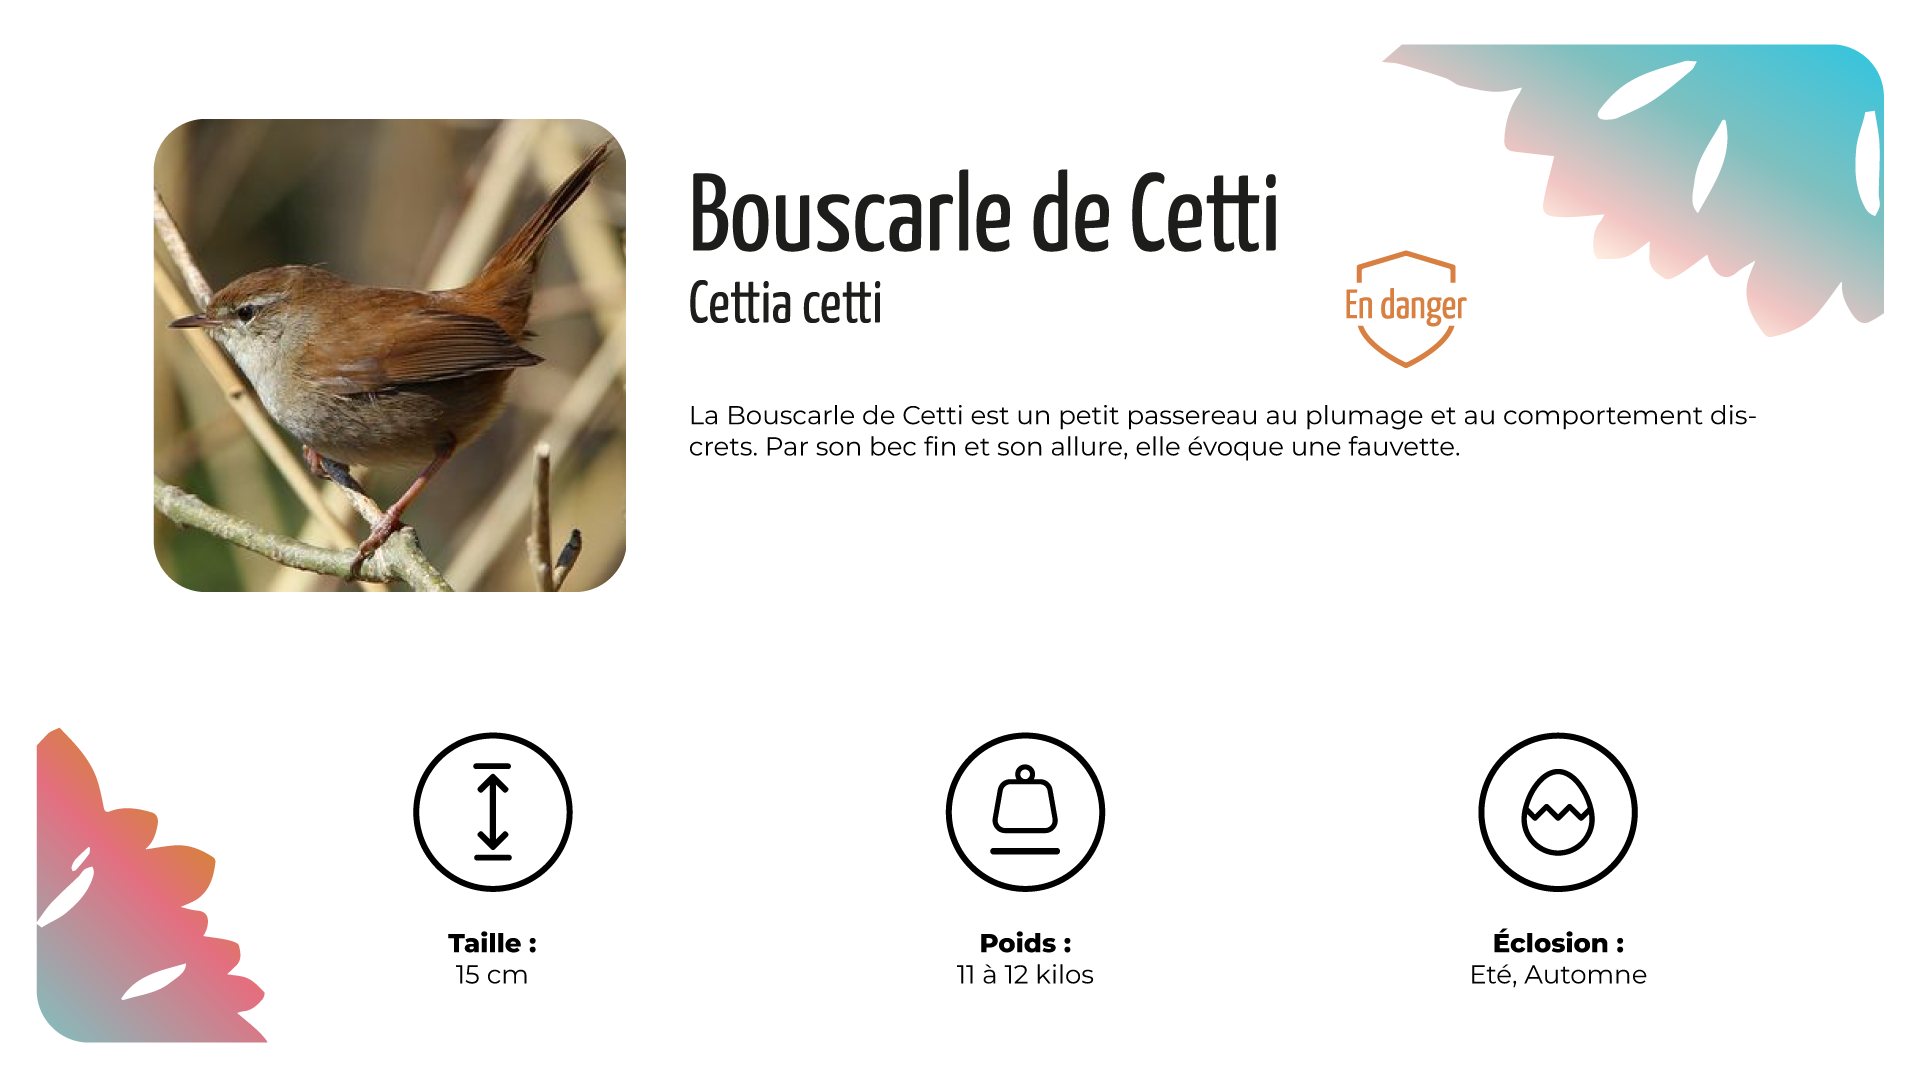 Bouscarle de Cetti
Cettia cetti
En danger
La Bouscarle de Cetti est un petit passereau au plumage et au comportement dis-
crets. Par son bec fin et son allure, elle évoque une fauvette.
Taille :
15 cm
Poids :
11 à 12 kilos
Éclosion :
Eté, Automne